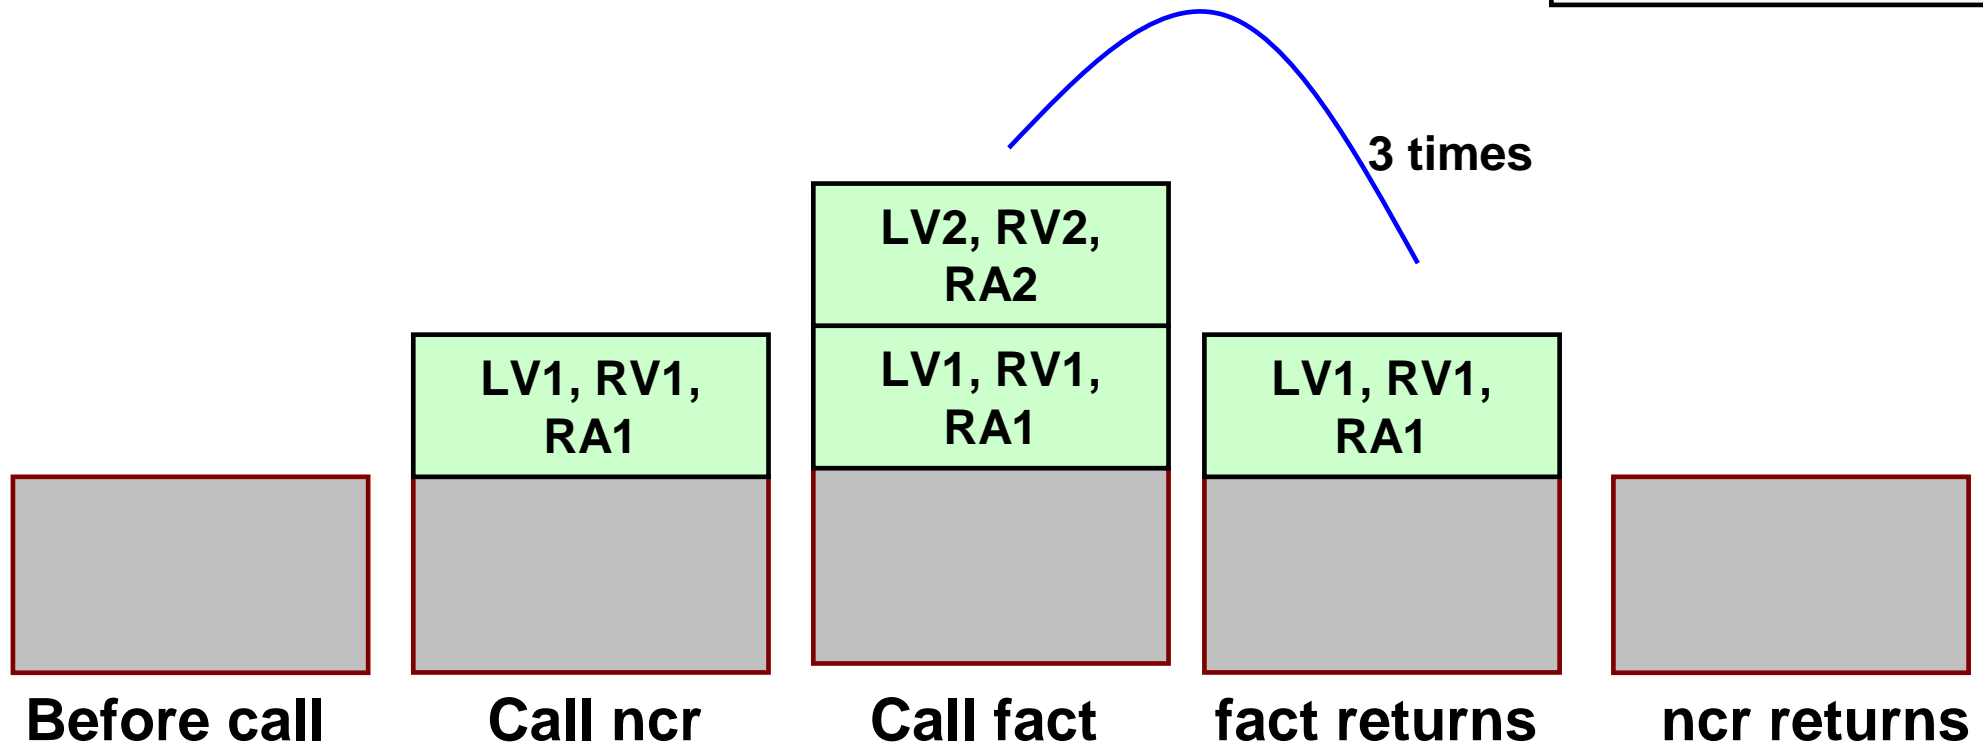 3 times
LV2, RV2,
RA2
LV1, RV1,
RA1
LV1, RV1,
RA1
LV1, RV1,
RA1
Before call
Call ncr
Call fact
fact returns
ncr returns